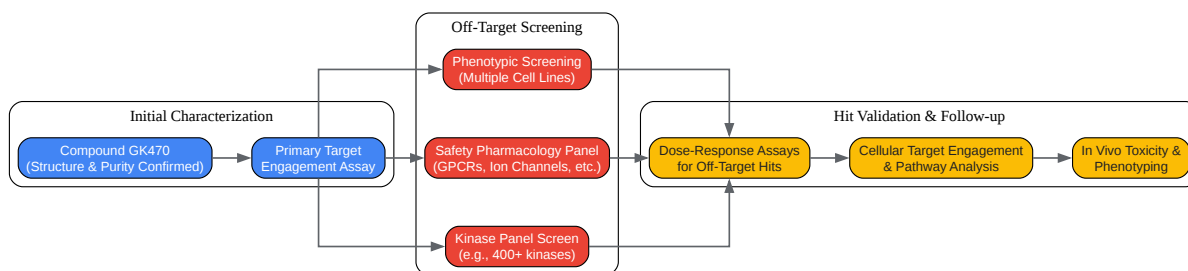 Off-Target Screening
Phenotypic Screening
(Multiple Cell Lines)
Initial Characterization
Compound GK470
(Structure & Purity Confirmed)
Primary Target
Engagement Assay
Safety Pharmacology Panel
(GPCRs, Ion Channels, etc.)
Kinase Panel Screen
(e.g., 400+ kinases)
Hit Validation & Follow-up
Dose-Response Assays
for Off-Target Hits
Cellular Target Engagement
& Pathway Analysis
In Vivo Toxicity &
Phenotyping